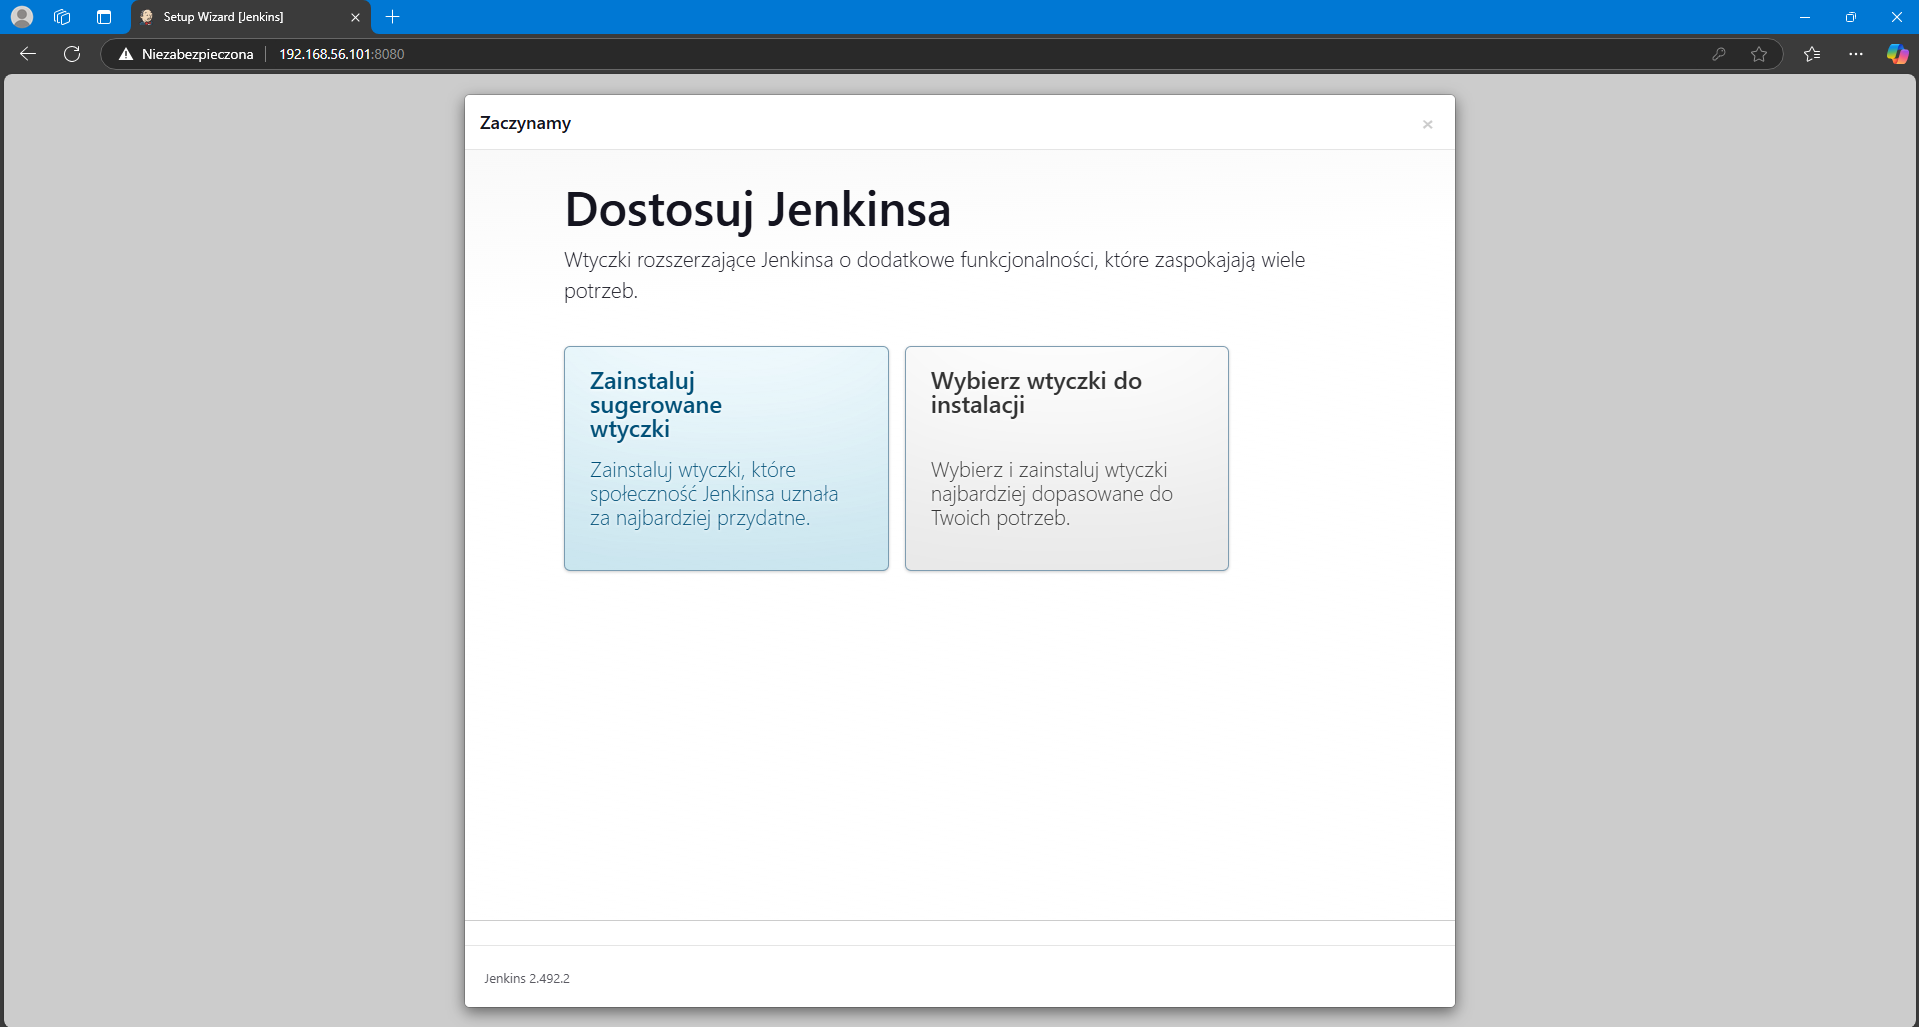 Setup Wizard [Jenkins]
Niezabezpieczona
192.168.56.101:8080
Zaczynamy
×
Dostosuj Jenkinsa
Wtyczki rozszerzające Jenkinsa o dodatkowe funkcjonalności, które zaspokajają wiele
potrzeb.
Zainstaluj
sugerowane
wtyczki
Zainstaluj wtyczki, które
społeczność Jenkinsa uznała
za najbardziej przydatne.
Wybierz wtyczki do
instalacji
Wybierz i zainstaluj wtyczki
najbardziej dopasowane do
Twoich potrzeb.
Jenkins 2.492.2